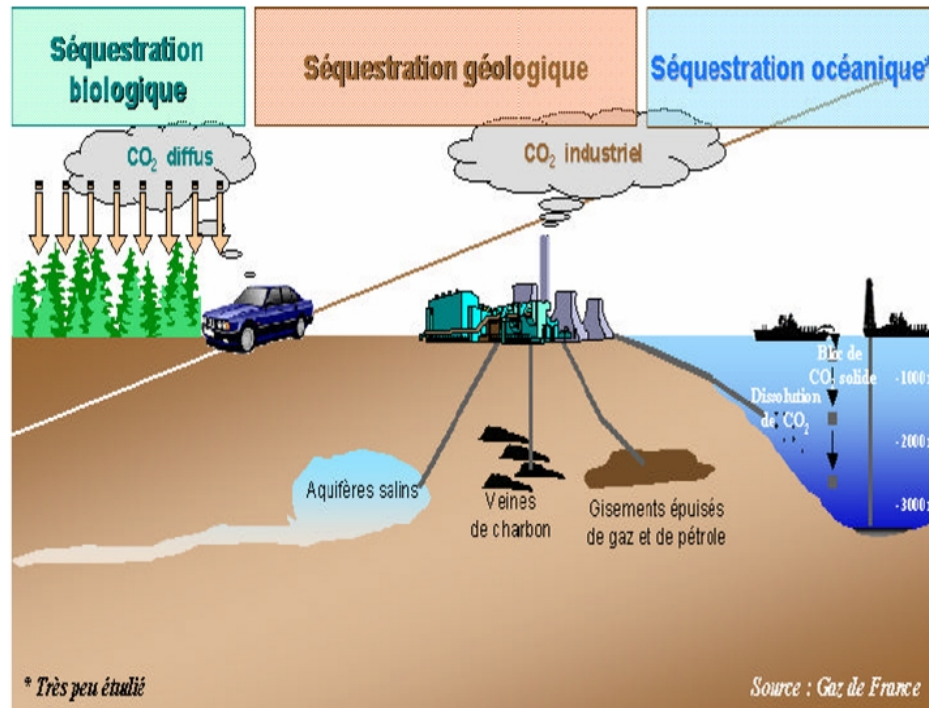 Séquestration
biologique
Séquestration géologique
Séquestration océanique*
CO₂ diffus
CO₂ industriel
Bloc de
CO₂ solide
-1000
Dissolution
de CO₂
-2000
-3000
Aquifères salins
Veines
de charbon
Gisements épuisés
de gaz et de pétrole
* Très peu étudié
Source : Gaz de France